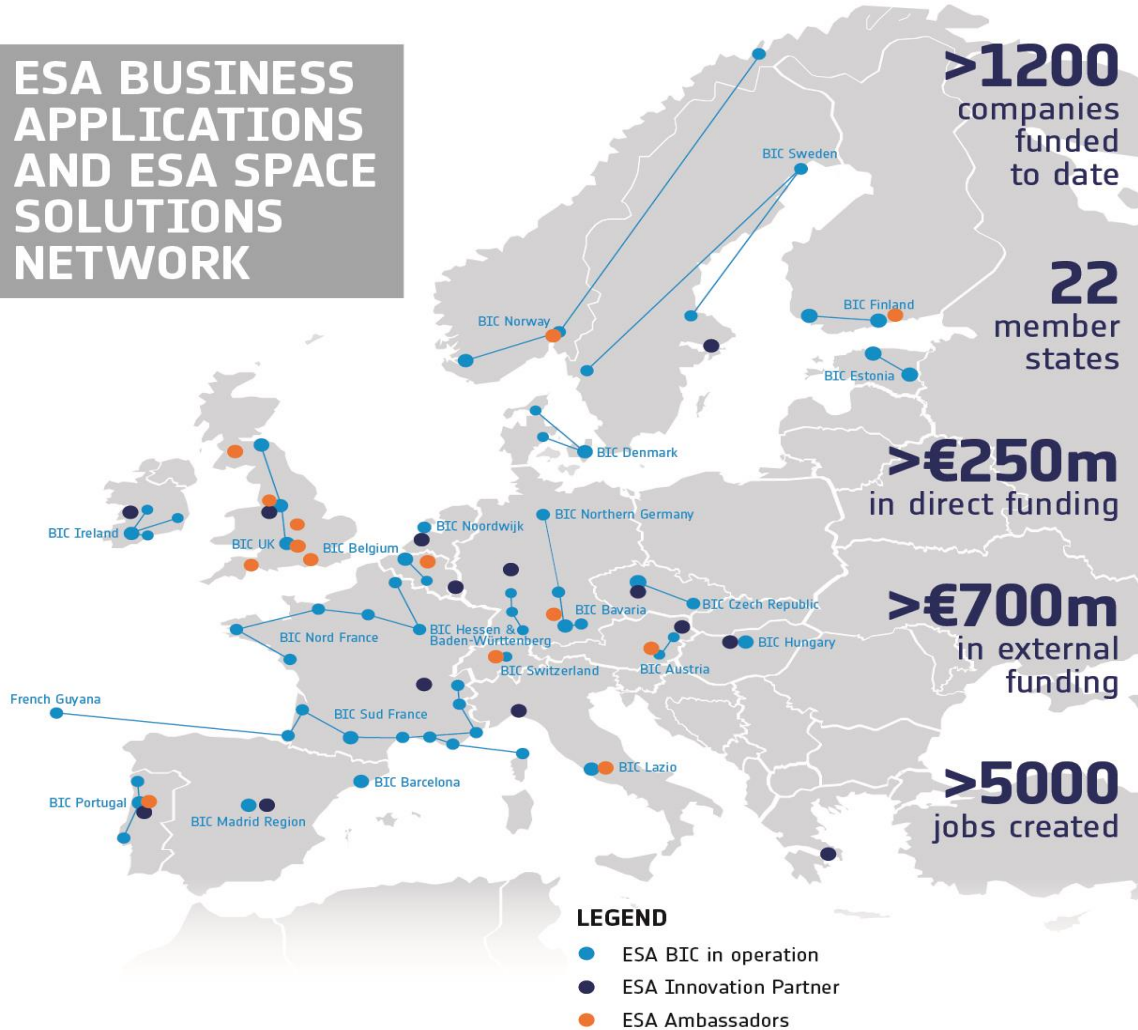 ESA BUSINESS
APPLICATIONS
AND ESA SPACE
SOLUTIONS
NETWORK
>1200
companies
funded
to date
22
member
states
>€250m
in direct funding
>€700m
in external
funding
>5000
jobs created
BIC Sweden
BIC Norway
BIC Finland
BIC Estonia
BIC Denmark
BIC Ireland
BIC UK
BIC Belgium
BIC Noordwijk
BIC Northern Germany
BIC Bavaria
BIC Czech Republic
BIC Nord France
BIC Hessen &
Baden-Württemberg
BIC Switzerland
BIC Austria
BIC Hungary
French Guyana
BIC Sud France
BIC Barcelona
BIC Lazio
BIC Portugal
BIC Madrid Region
LEGEND
ESA BIC in operation
ESA Innovation Partner
ESA Ambassadors